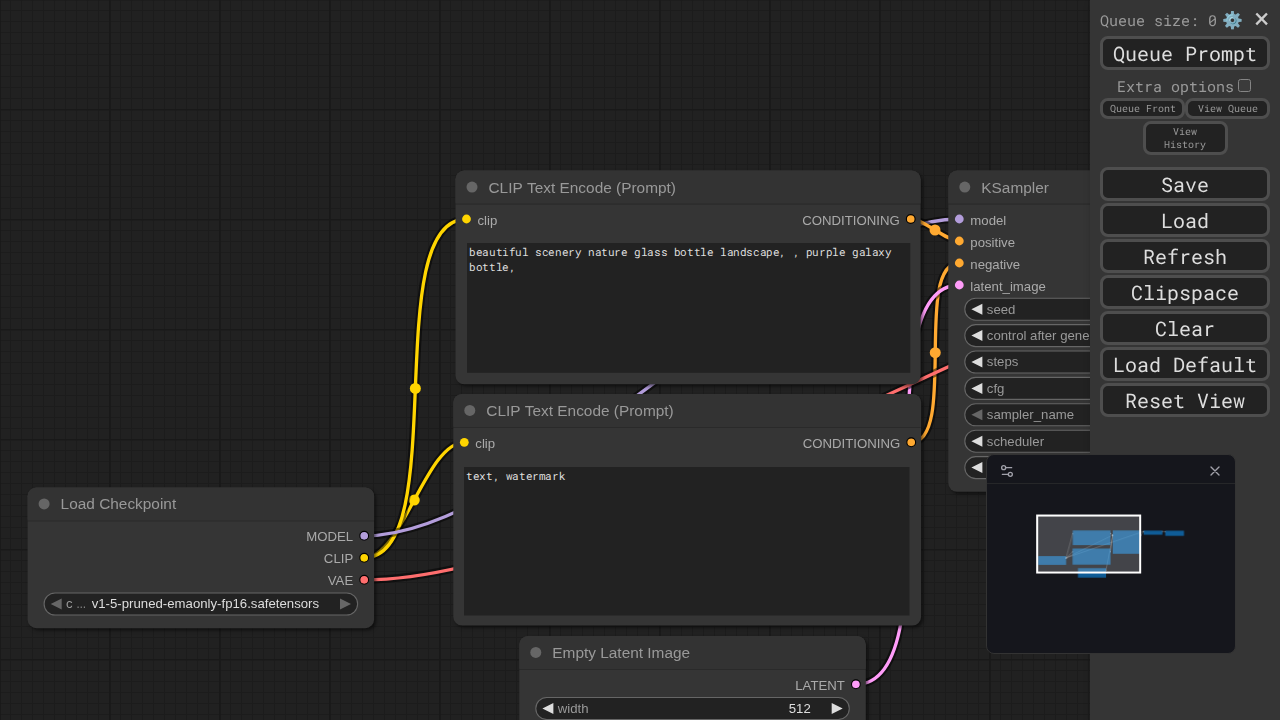 Queue size: 0
Queue Prompt
Extra options
Queue Front
View Queue
View
History
Save
Load
Refresh
Clipspace
Clear
Load Default
Reset View
CLIP Text Encode (Prompt)
clip
CONDITIONING
beautiful scenery nature glass bottle landscape, , purple galaxy
bottle,
KSampler
model
positive
negative
latent_image
seed
control after gene
steps
cfg
sampler_name
scheduler
CLIP Text Encode (Prompt)
clip
CONDITIONING
text, watermark
Load Checkpoint
MODEL
CLIP
VAE
c ... v1-5-pruned-emaonly-fp16.safetensors
Empty Latent Image
LATENT
width 512